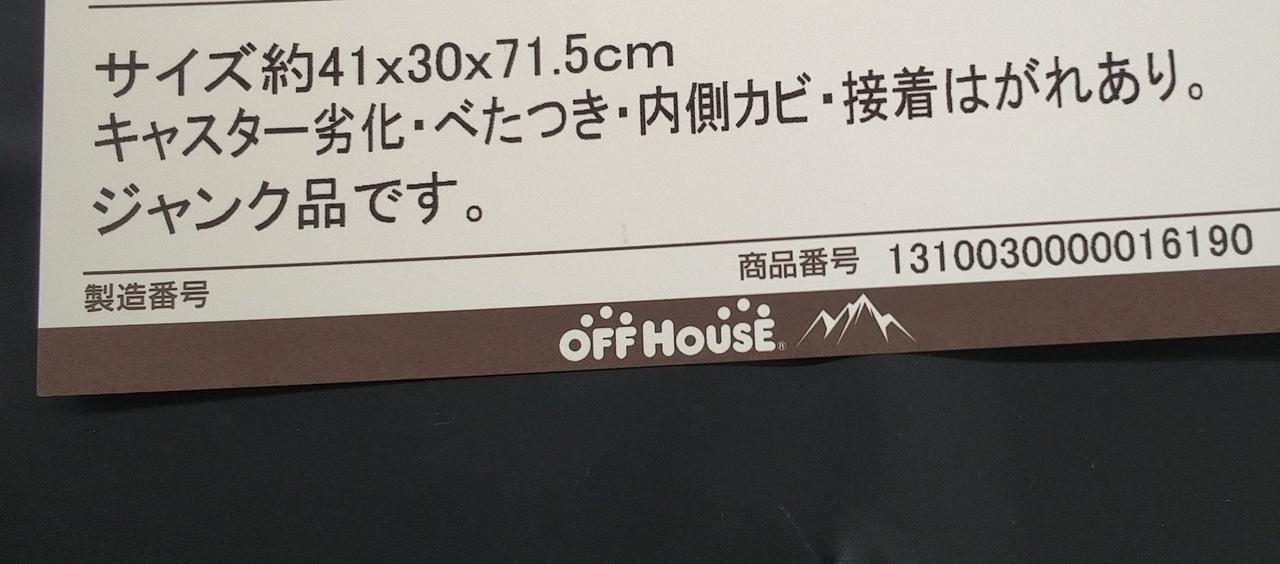 サイズ約41x30x71.5cm
キャスター劣化・べたつき・内側カビ・接着はがれあり。
ジャンク品です。
商品番号 1310030000016190
製造番号
OFF HOUSE®